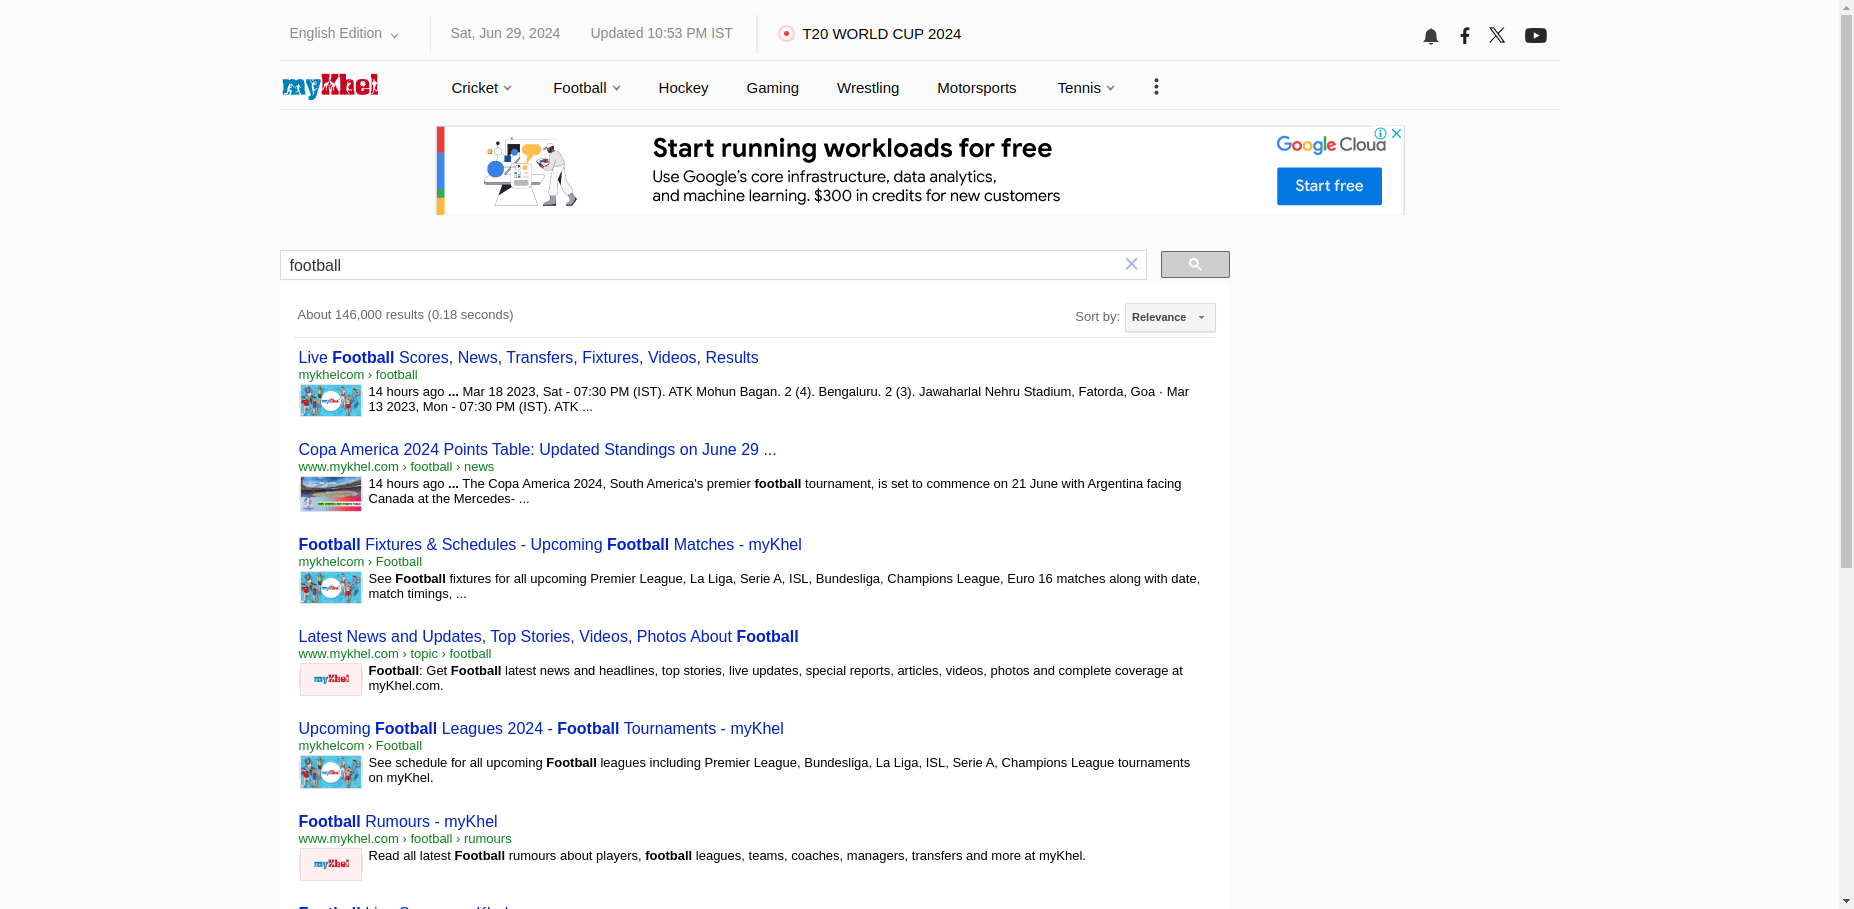 English Edition
Sat, Jun 29, 2024
Updated 10:53 PM IST
T20 WORLD CUP 2024
myKhel
Cricket
Football
Hockey
Gaming
Wrestling
Motorsports
Tennis
Start running workloads for free
Use Google's core infrastructure, data analytics,
and machine learning. $300 in credits for new customers
Google Cloud
Start free
football
About 146,000 results (0.18 seconds)
Sort by:
Relevance
Live Football Scores, News, Transfers, Fixtures, Videos, Results
mykhelcom › football
myKhel
14 hours ago ... Mar 18 2023, Sat - 07:30 PM (IST). ATK Mohun Bagan. 2 (4). Bengaluru. 2 (3). Jawaharlal Nehru Stadium, Fatorda, Goa · Mar
13 2023, Mon - 07:30 PM (IST). ATK ...
Copa America 2024 Points Table: Updated Standings on June 29 ...
www.mykhel.com › football › news
14 hours ago ... The Copa America 2024, South America's premier football tournament, is set to commence on 21 June with Argentina facing
Canada at the Mercedes- ...
Football Fixtures & Schedules - Upcoming Football Matches - myKhel
mykhelcom › Football
myKhel
See Football fixtures for all upcoming Premier League, La Liga, Serie A, ISL, Bundesliga, Champions League, Euro 16 matches along with date,
match timings, ...
Latest News and Updates, Top Stories, Videos, Photos About Football
www.mykhel.com › topic › football
myKhel
Football: Get Football latest news and headlines, top stories, live updates, special reports, articles, videos, photos and complete coverage at
myKhel.com.
Upcoming Football Leagues 2024 - Football Tournaments - myKhel
mykhelcom › Football
myKhel
See schedule for all upcoming Football leagues including Premier League, Bundesliga, La Liga, ISL, Serie A, Champions League tournaments
on myKhel.
Football Rumours - myKhel
www.mykhel.com › football › rumours
myKhel
Read all latest Football rumours about players, football leagues, teams, coaches, managers, transfers and more at myKhel.